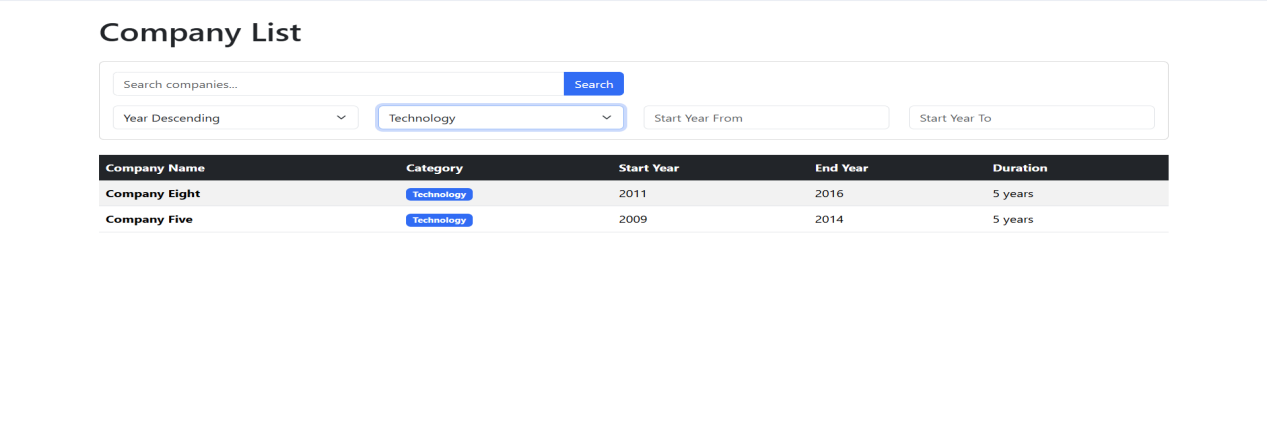 Company List
Search companies... Search
Year Descending Technology Start Year From Start Year To
Company Name Category Start Year End Year Duration
Company Eight Technology 2011 2016 5 years
Company Five Technology 2009 2014 5 years